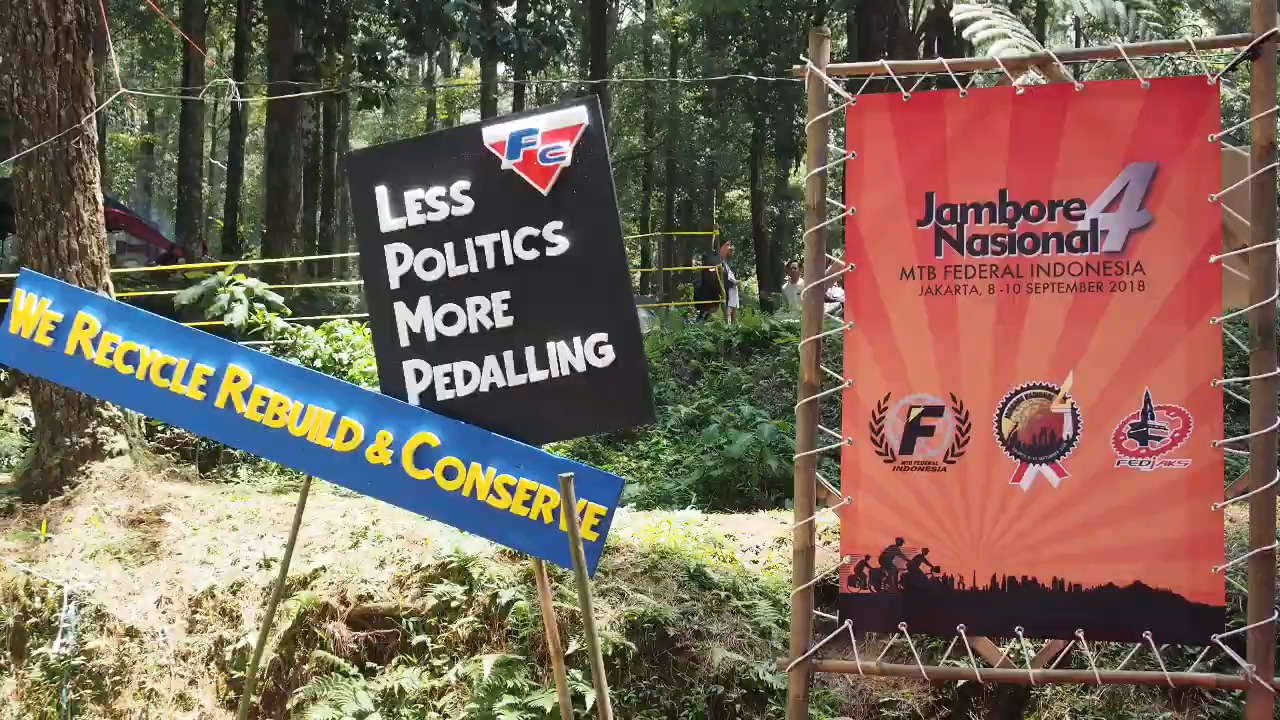 Fc
LESS
POLITICS
MORE
PEDALLING
WE RECYCLE REBUILD & CONSERVE
Jambore 4
Nasional
MTB FEDERAL INDONESIA
JAKARTA, 8 -10 SEPTEMBER 2018
F
MTB FEDERAL
INDONESIA
FEDJAKS